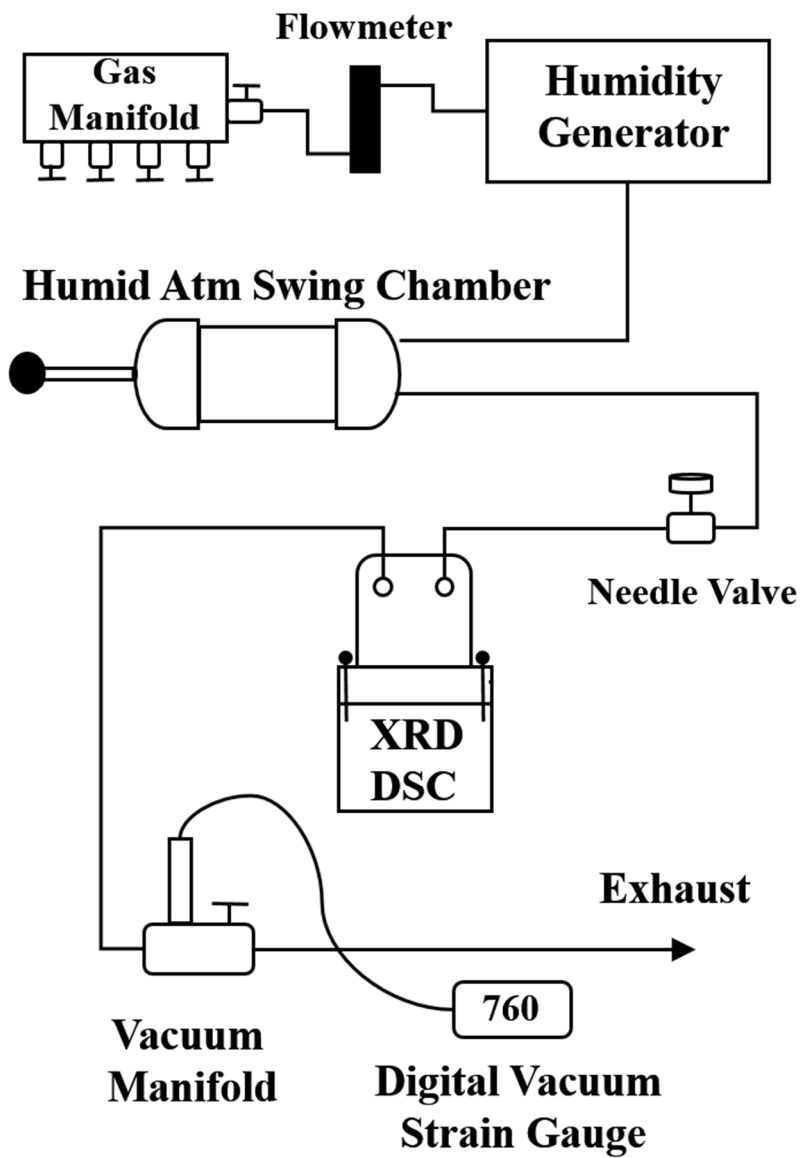 Flowmeter
Gas
Manifold
Humidity
Generator
Humid Atm Swing Chamber
Needle Valve
XRD
DSC
Exhaust
760
Vacuum
Manifold
Digital Vacuum
Strain Gauge